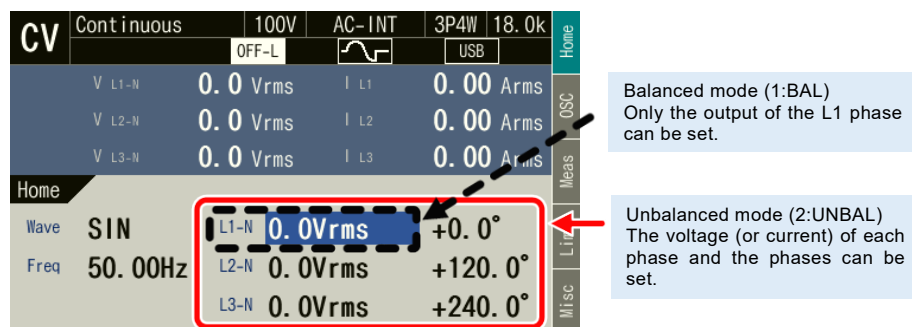 CV Continuous 100V AC-INT 3P4W 18.0k
OFF-L USB
V L1-N 0.0 Vrms I L1 0.00 Arms
V L2-N 0.0 Vrms I L2 0.00 Arms
V L3-N 0.0 Vrms I L3 0.00 Arms
Home
Wave SIN L1-N 0.0Vrms +0.0°
Freq 50.00Hz L2-N 0.0Vrms +120.0°
L3-N 0.0Vrms +240.0°
Home
OSC
Meas
Misc
Balanced mode (1:BAL)
Only the output of the L1 phase
can be set.
Unbalanced mode (2:UNBAL)
The voltage (or current) of each
phase and the phases can be
set.